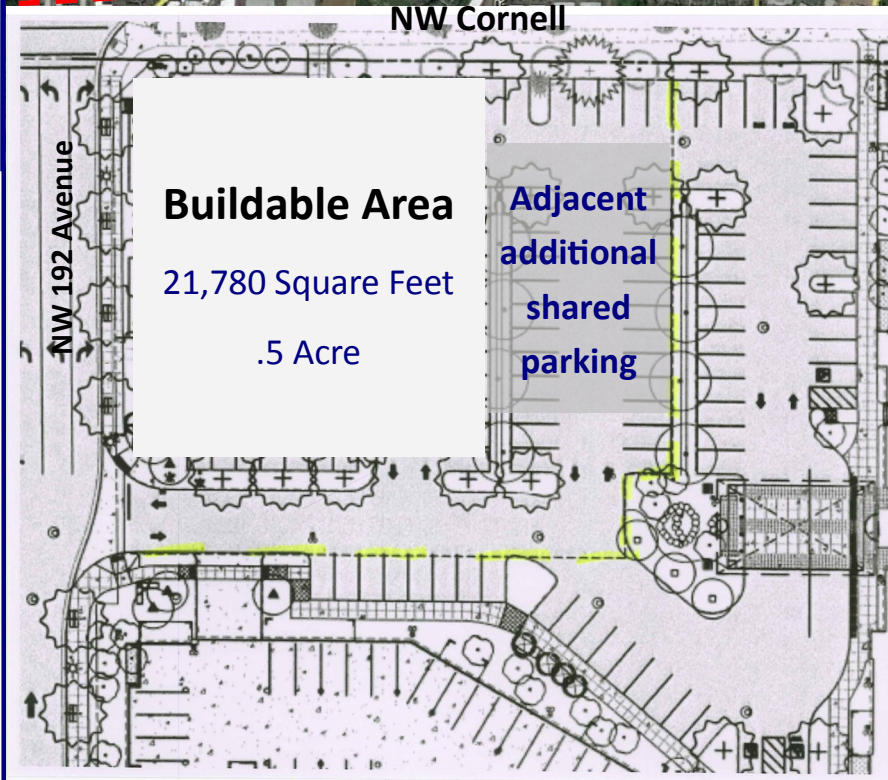 NW Cornell
NW 192 Avenue
Buildable Area
21,780 Square Feet
.5 Acre
Adjacent
additional
shared
parking